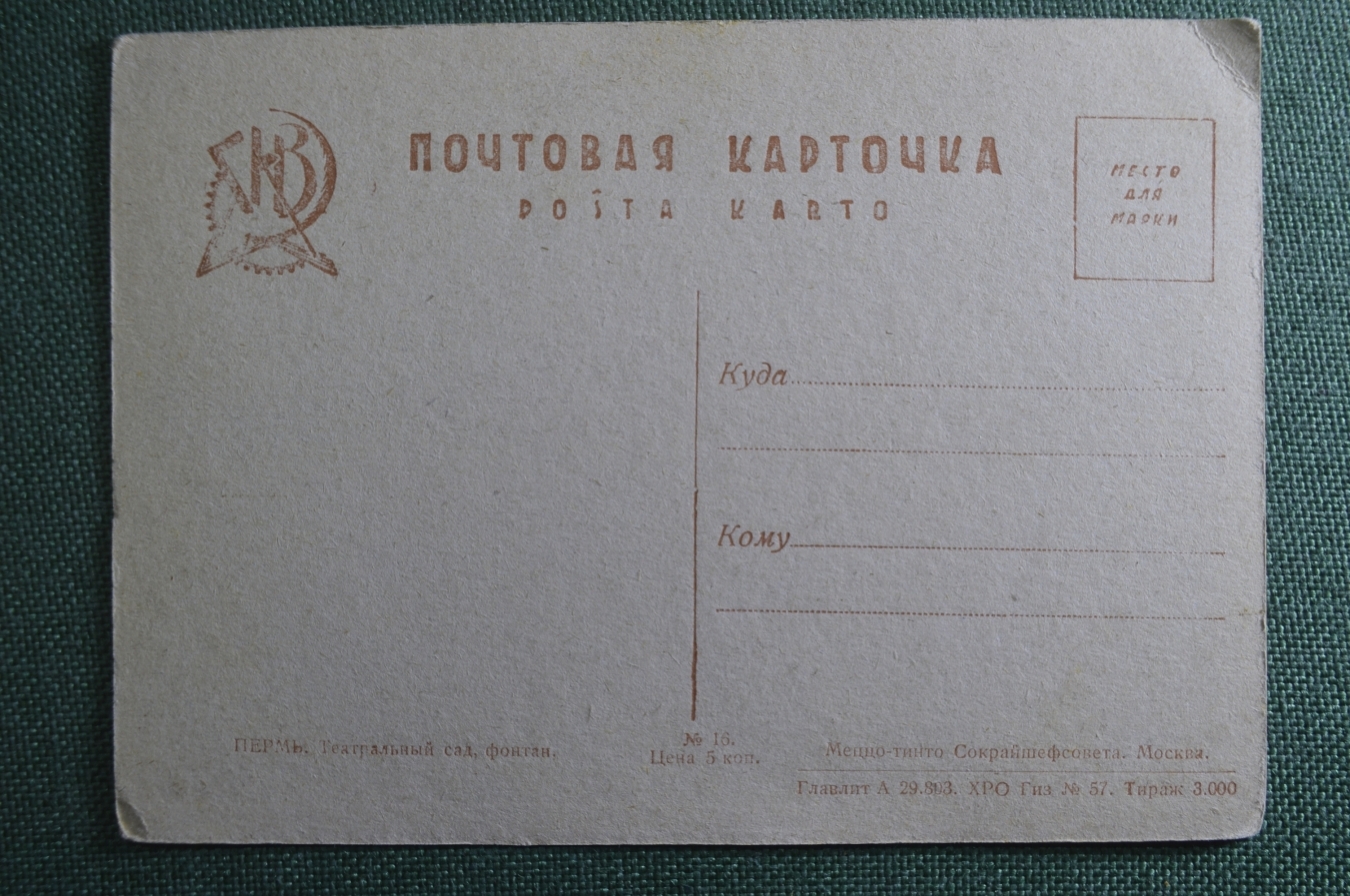 ПОЧТОВАЯ КАРТОЧКА
POŜTA KARTO
МЕСТО
ДЛЯ
МАРКИ
Куда
Кому
ПЕРМЬ. Театральный сад, фонтан.
№ 16.
Цена 5 коп.
Меццо-тинто Сокрайшефсовета. Москва.
Главлит А 29.893. ХРО Гиз № 57. Тираж 3.000